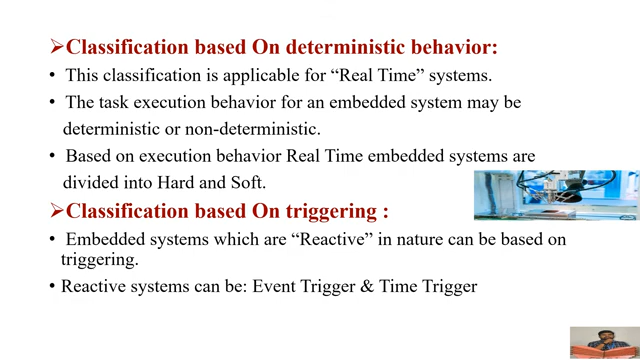 ➢Classification based On deterministic behavior:
• This classification is applicable for “Real Time” systems.
• The task execution behavior for an embedded system may be
deterministic or non-deterministic.
• Based on execution behavior Real Time embedded systems are
divided into Hard and Soft.
➢Classification based On triggering :
• Embedded systems which are “Reactive” in nature can be based on
triggering.
• Reactive systems can be: Event Trigger & Time Trigger